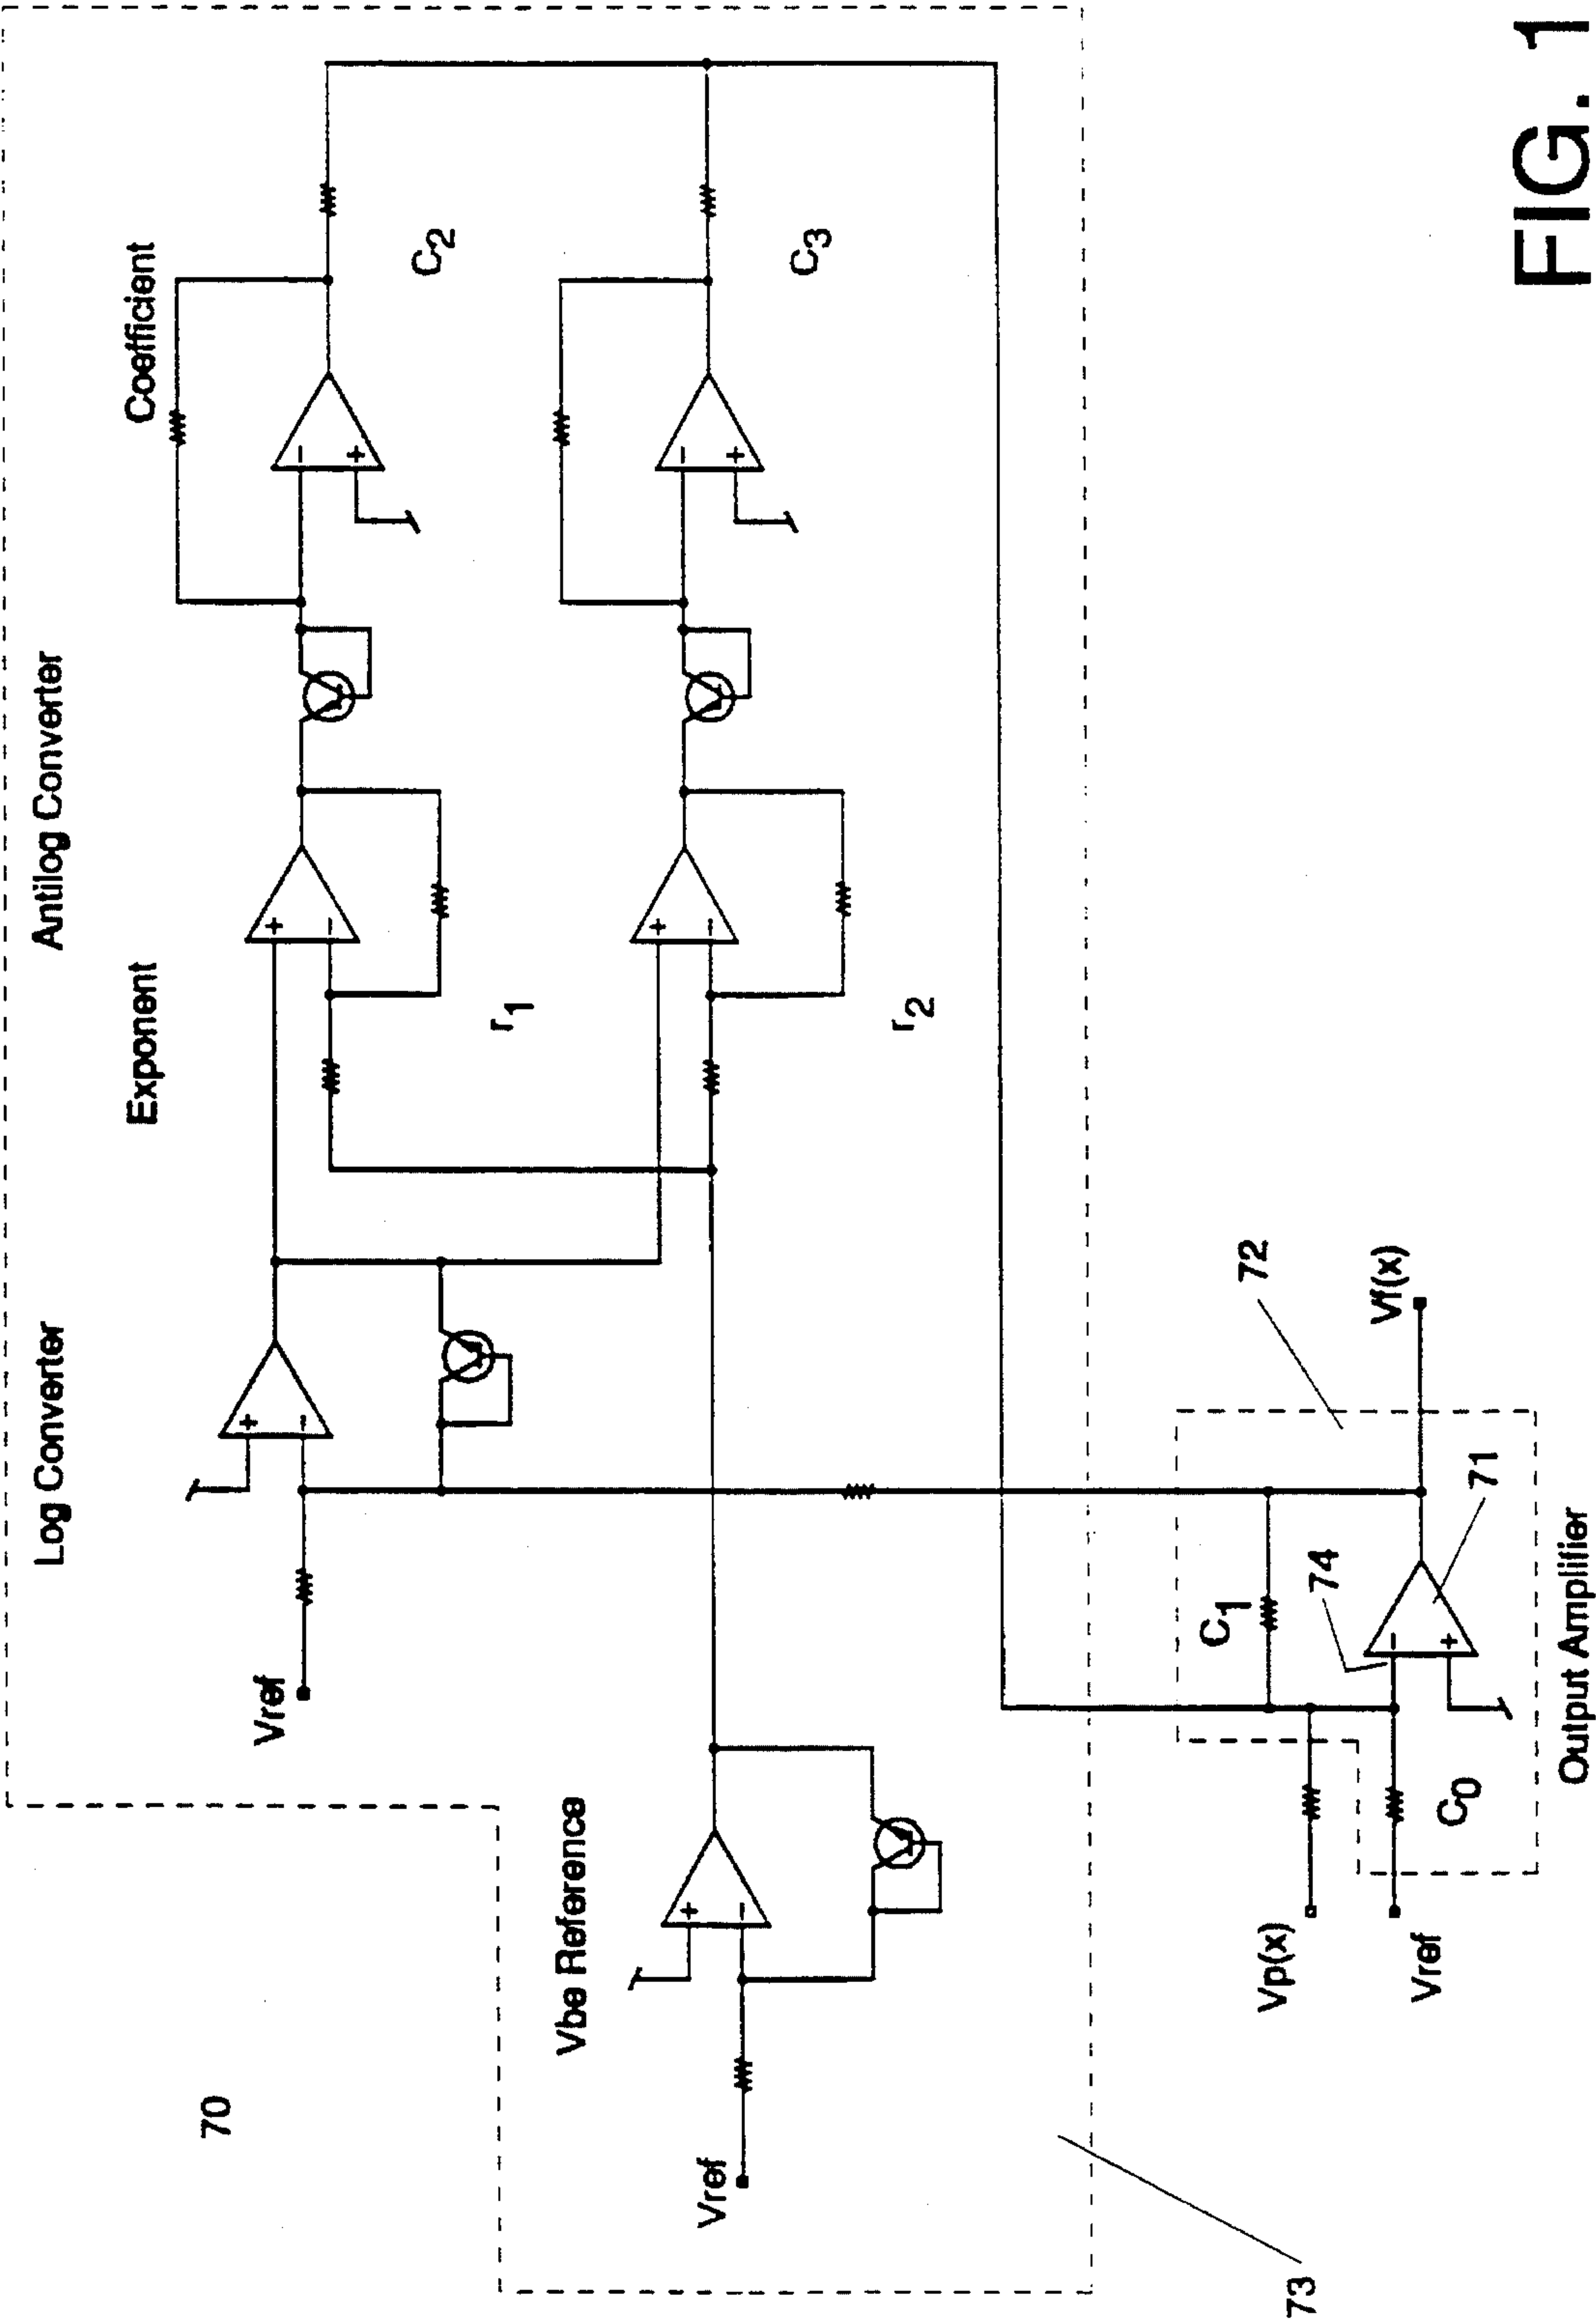 Log Converter
Antilog Converter
Exponent
Coefficient
70
Vref
+
−
+
−
−
+
r1
C2
Vbe Reference
Vref
+
−
+
−
−
+
r2
C3
73
Vp(x)
Vref
C0
C1
74
−
+
71
72
Vf(x)
Output Amplifier
FIG. 1